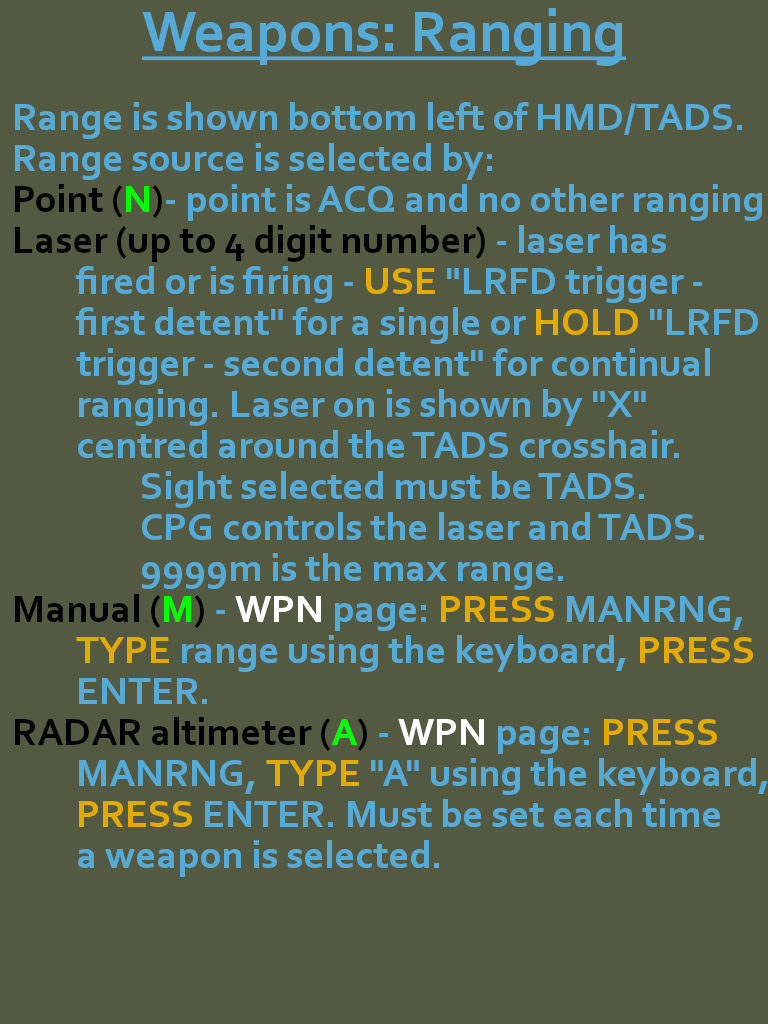 Weapons: Ranging
Range is shown bottom left of HMD/TADS.
Range source is selected by:
Point (N)- point is ACQ and no other ranging
Laser (up to 4 digit number) - laser has
fired or is firing - USE "LRFD trigger -
first detent" for a single or HOLD "LRFD
trigger - second detent" for continual
ranging. Laser on is shown by "X"
centred around the TADS crosshair.
Sight selected must be TADS.
CPG controls the laser and TADS.
9999m is the max range.
Manual (M) - WPN page: PRESS MANRNG,
TYPE range using the keyboard, PRESS
ENTER.
RADAR altimeter (A) - WPN page: PRESS
MANRNG, TYPE "A" using the keyboard,
PRESS ENTER. Must be set each time
a weapon is selected.